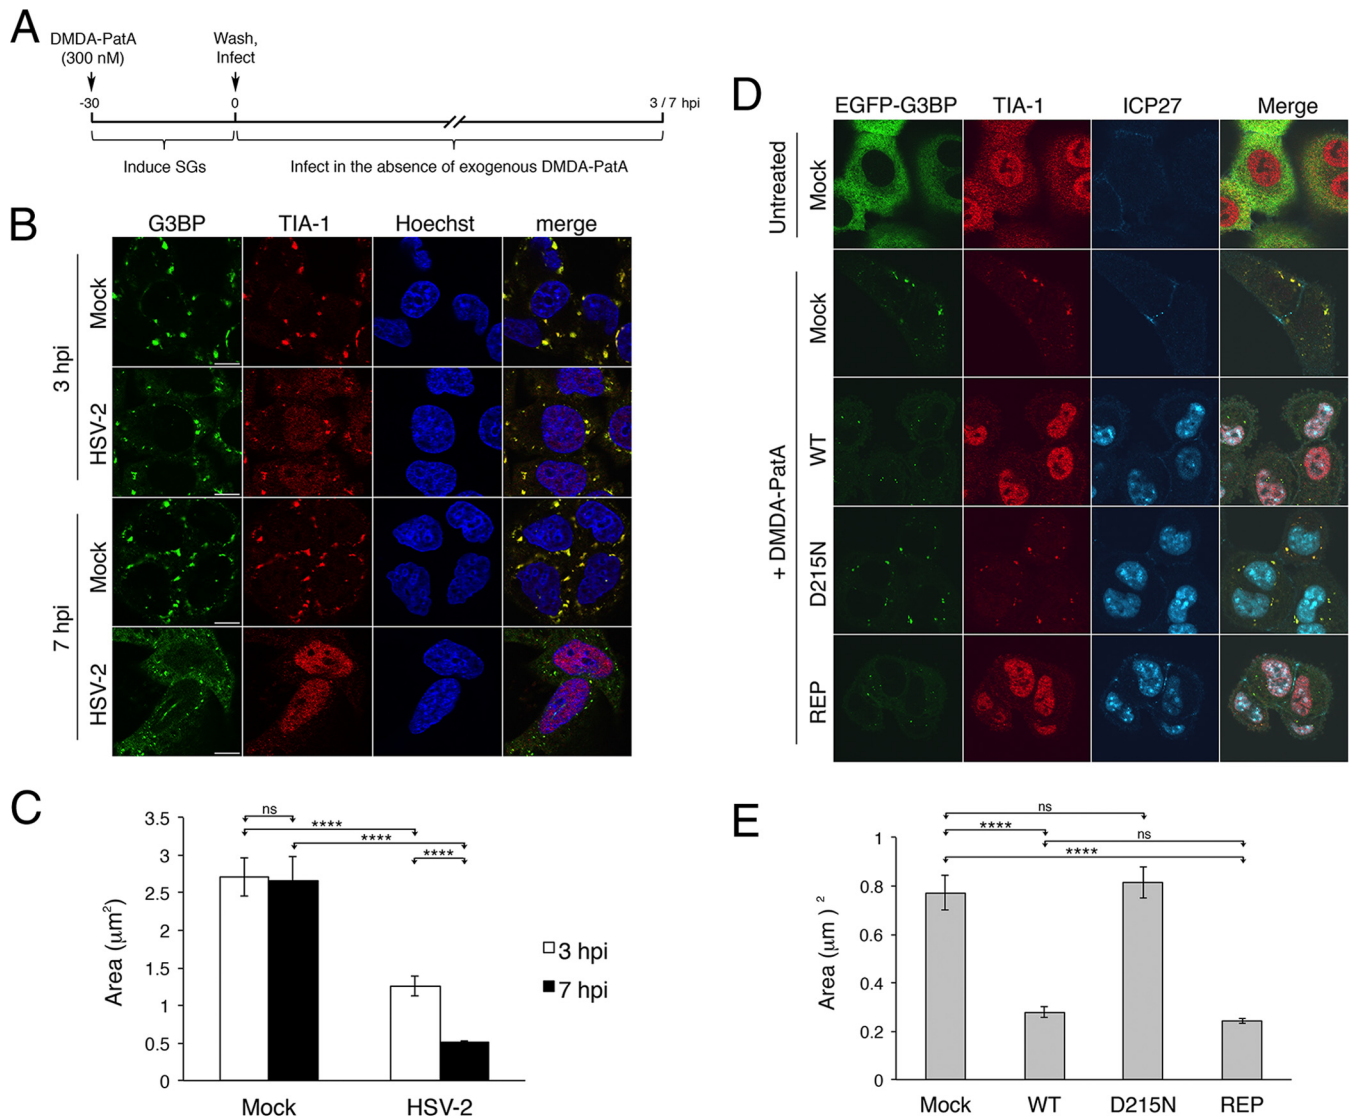 A
DMDA-PatA
(300 nM)
Wash,
Infect
-30
0
3 / 7 hpi
Induce SGs
Infect in the absence of exogenous DMDA-PatA
B
G3BP
TIA-1
Hoechst
merge
3 hpi
Mock
HSV-2
7 hpi
Mock
HSV-2
C
Area (μm²)
3.5
3
2.5
2
1.5
1
0.5
0
ns
****
****
****
3 hpi
7 hpi
Mock
HSV-2
D
EGFP-G3BP
TIA-1
ICP27
Merge
Untreated
Mock
+ DMDA-PatA
Mock
WT
D215N
REP
E
Area (μm ) ²
1
0.8
0.6
0.4
0.2
0
ns
****
ns
****
Mock
WT
D215N
REP